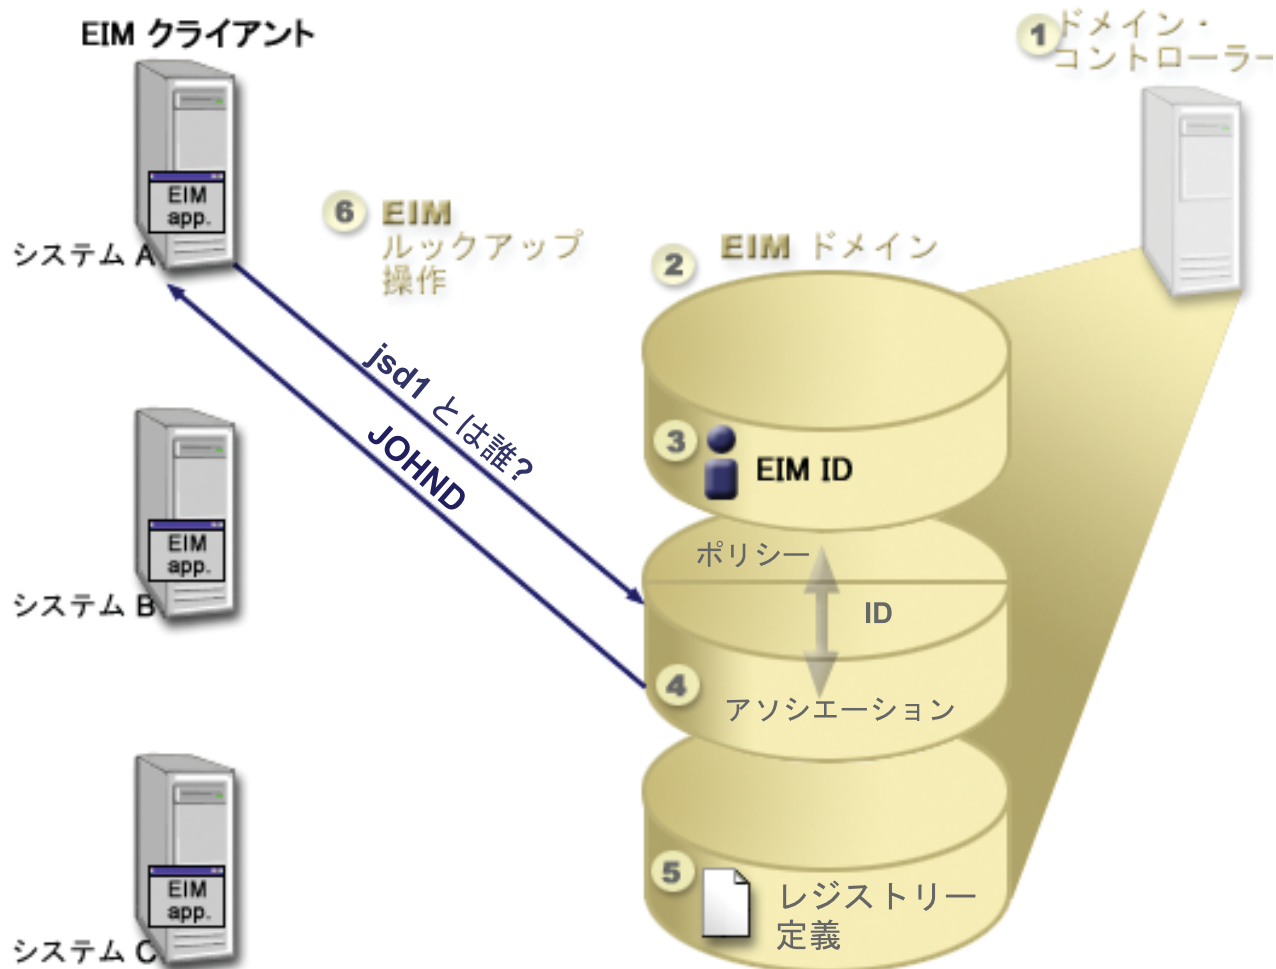 EIM クライアント
1
ドメイン・
コントローラー
EIM
app.
システム A
6
EIM
ルックアップ
操作
2
EIM ドメイン
jsd1 とは誰?
JOHND
3
EIM ID
EIM
app.
システム B
ポリシー
ID
4
アソシエーション
EIM
app.
システム C
5
レジストリー
定義